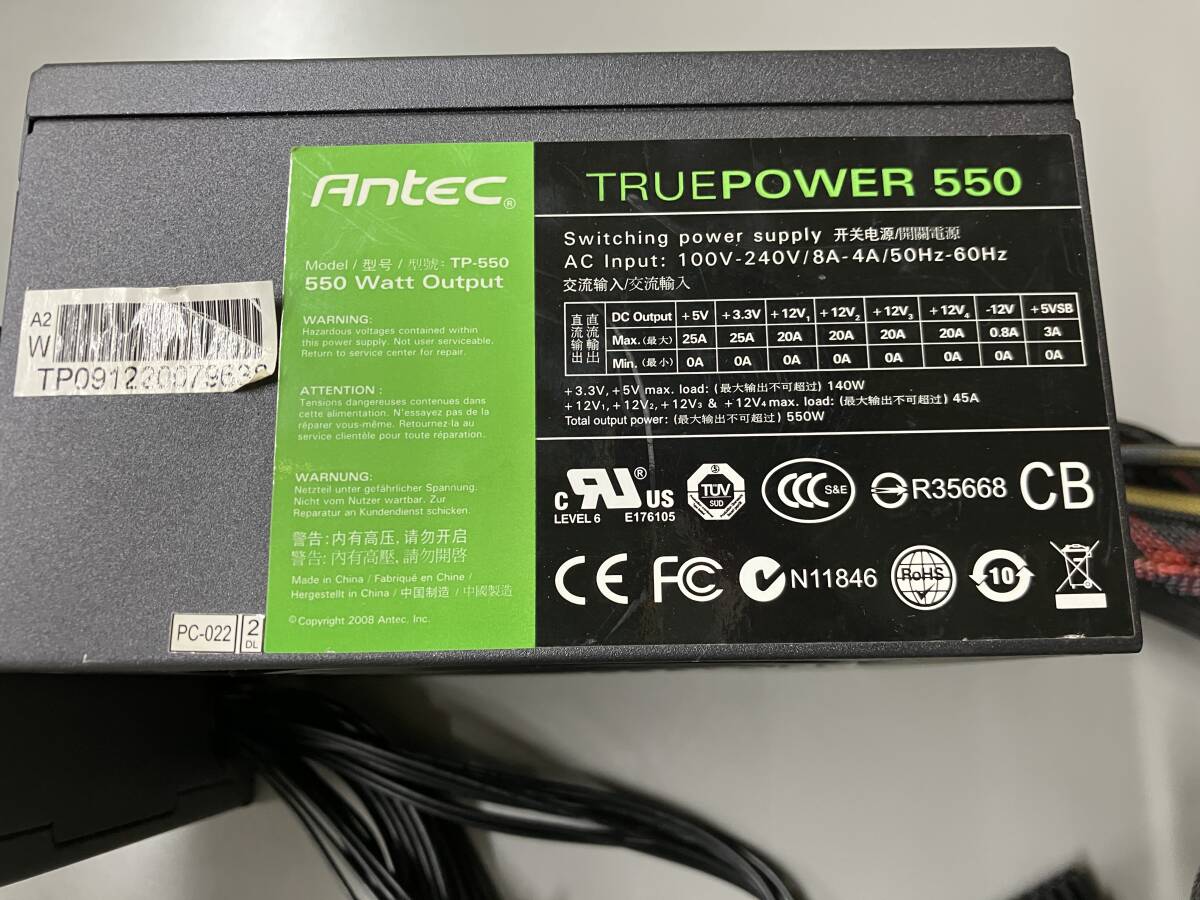 A2
W
PC-022
2
DL
Antec®
Model / 型号 / 型號: TP-550
550 Watt Output
WARNING:
Hazardous voltages contained within
this power supply. Not user serviceable.
Return to service center for repair.
ATTENTION :
Tensions dangereuses contenues dans
cette alimentation. N'essayez pas de la
réparer vous-même. Retournez-la au
service clientèle pour toute réparation.
WARNUNG:
Netzteil unter gefährlicher Spannung.
Nicht vom Nutzer wartbar. Zur
Reparatur an Kundendienst schicken.
警告: 内有高压, 请勿开启
警告: 內有高壓, 請勿開啓
Made in China / Fabriqué en Chine /
Hergestellt in China / 中国制造 / 中國製造
©Copyright 2008 Antec, Inc.
TRUEPOWER 550
Switching power supply 开关电源/開關電源
AC Input: 100V-240V/8A-4A/50Hz-60Hz
交流输入/交流輸入
直流输出 直流輸出
DC Output +5V +3.3V +12V1 +12V2 +12V3 +12V4 -12V +5VSB
Max. (最大) 25A 25A 20A 20A 20A 20A 0.8A 3A
Min. (最小) 0A 0A 0A 0A 0A 0A 0A 0A
+3.3V, +5V max. load: (最大输出不可超过) 140W
+12V1, +12V2, +12V3 & +12V4 max. load: (最大输出不可超过) 45A
Total output power: (最大输出不可超过) 550W
c RU® US
LEVEL 6 E176105
TÜV
SÜD
CCC S&E
R35668
CB
CE
FC
N11846
RoHS
10